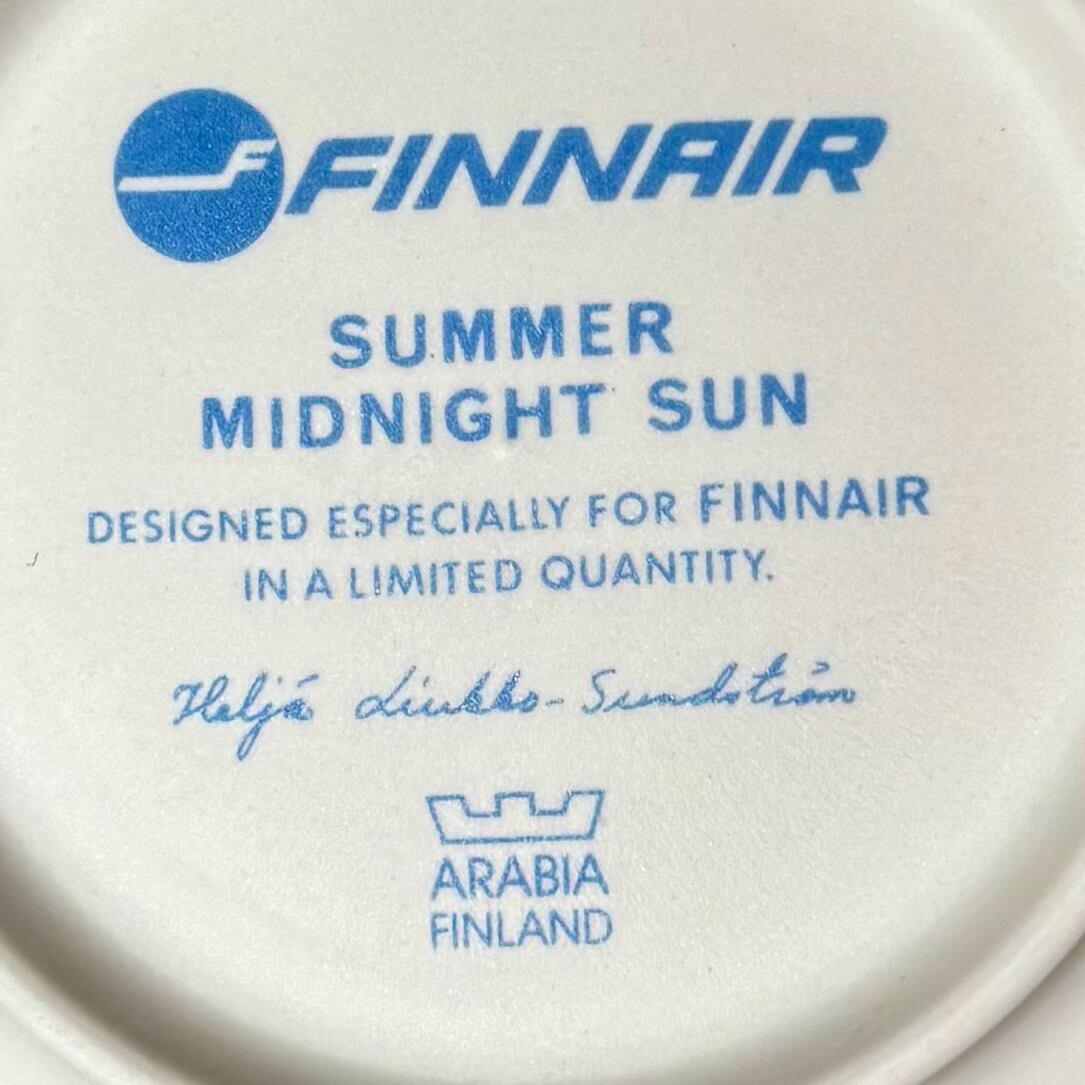 F FINNAIR
SUMMER
MIDNIGHT SUN
DESIGNED ESPECIALLY FOR FINNAIR
IN A LIMITED QUANTITY.
Heljä Liukko-Sundström
ARABIA
FINLAND